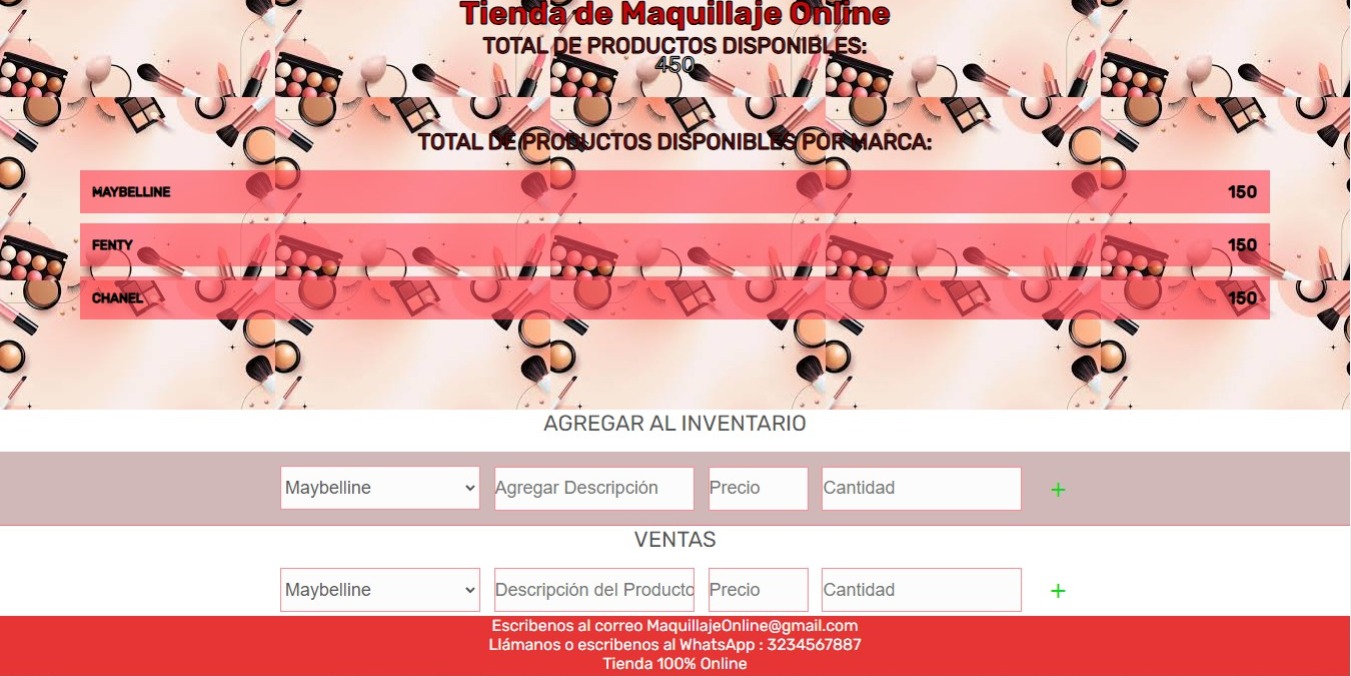 Tienda de Maquillaje Online
TOTAL DE PRODUCTOS DISPONIBLES:
450
TOTAL DE PRODUCTOS DISPONIBLES POR MARCA:
MAYBELLINE 150
FENTY 150
CHANEL 150
AGREGAR AL INVENTARIO
Maybelline Agregar Descripción Precio Cantidad +
VENTAS
Maybelline Descripción del Producto Precio Cantidad +
Escribenos al correo MaquillajeOnline@gmail.com
Llámanos o escribenos al WhatsApp : 3234567887
Tienda 100% Online